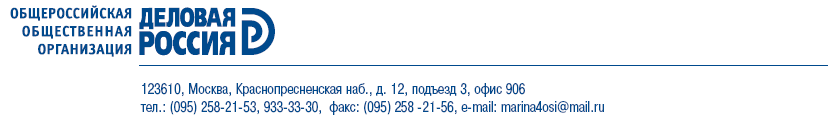 ОБЩЕРОССИЙСКАЯ
ОБЩЕСТВЕННАЯ
ОРГАНИЗАЦИЯ
ДЕЛОВАЯ
РОССИЯ
123610, Москва, Краснопресненская наб., д. 12, подъезд 3, офис 906
тел.: (095) 258-21-53, 933-33-30, факс: (095) 258 -21-56, e-mail: marina4osi@mail.ru